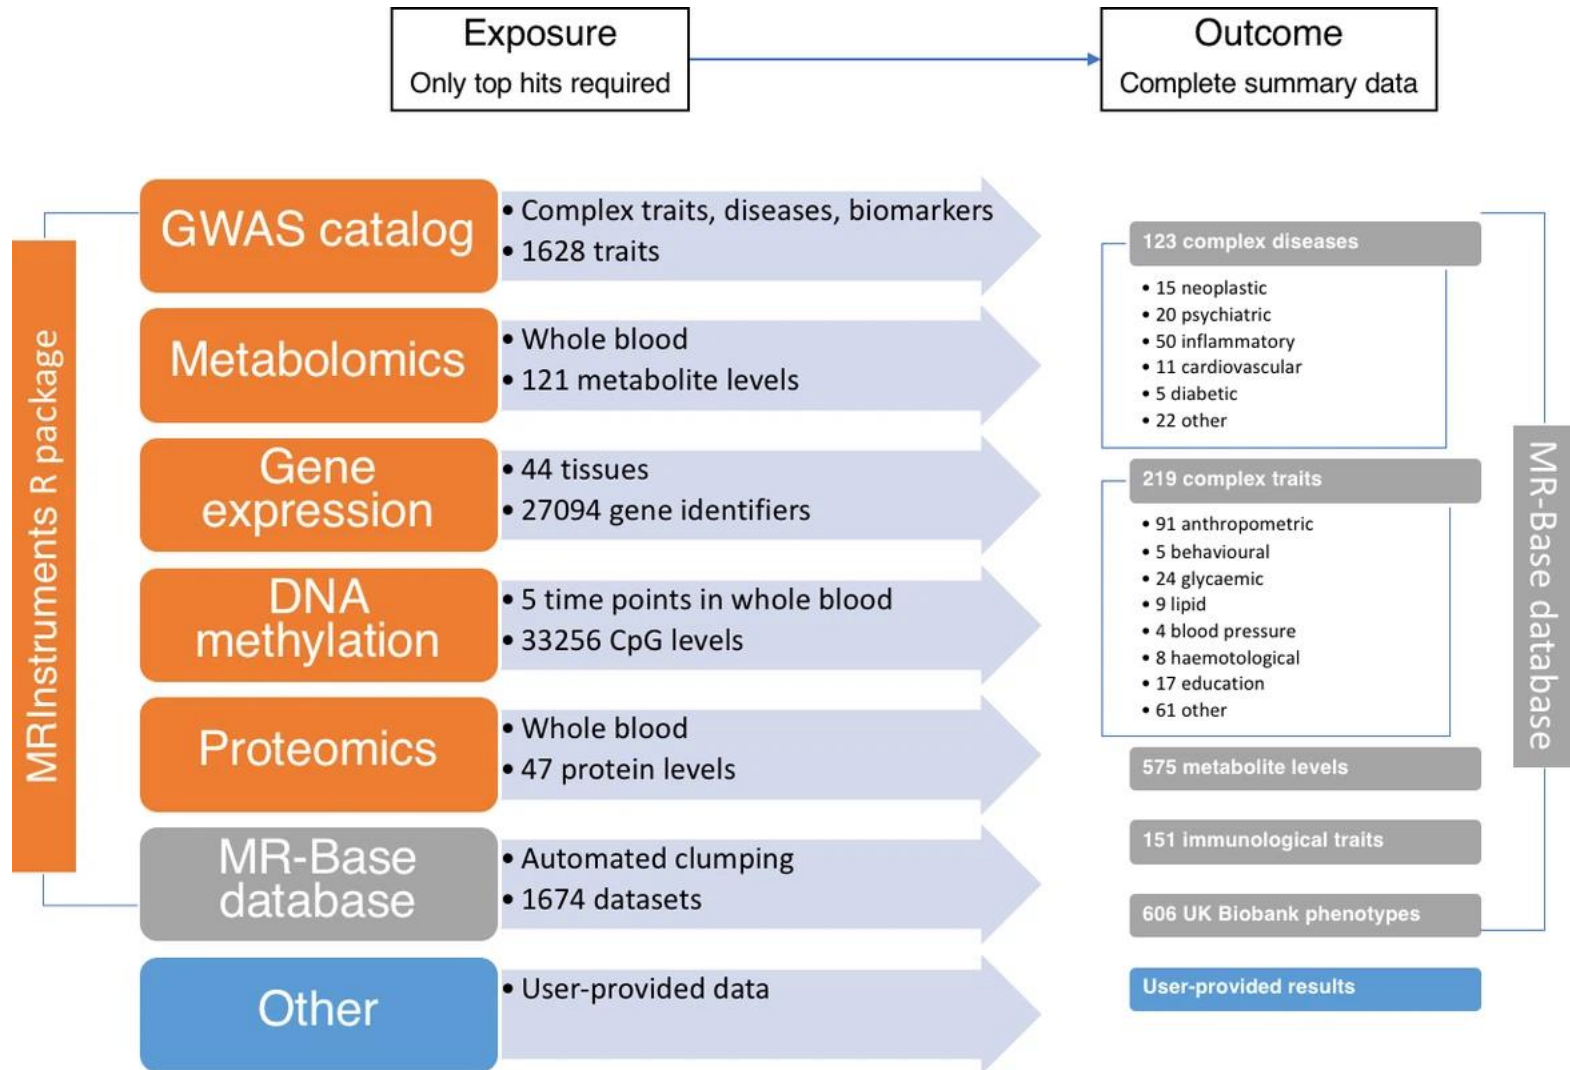 Exposure
Only top hits required
Outcome
Complete summary data
MRInstruments R package
GWAS catalog
• Complex traits, diseases, biomarkers
• 1628 traits
Metabolomics
• Whole blood
• 121 metabolite levels
Gene
expression
• 44 tissues
• 27094 gene identifiers
DNA
methylation
• 5 time points in whole blood
• 33256 CpG levels
Proteomics
• Whole blood
• 47 protein levels
MR-Base
database
• Automated clumping
• 1674 datasets
Other
• User-provided data
123 complex diseases
• 15 neoplastic
• 20 psychiatric
• 50 inflammatory
• 11 cardiovascular
• 5 diabetic
• 22 other
219 complex traits
• 91 anthropometric
• 5 behavioural
• 24 glycaemic
• 9 lipid
• 4 blood pressure
• 8 haemotological
• 17 education
• 61 other
575 metabolite levels
151 immunological traits
606 UK Biobank phenotypes
User-provided results
MR-Base database